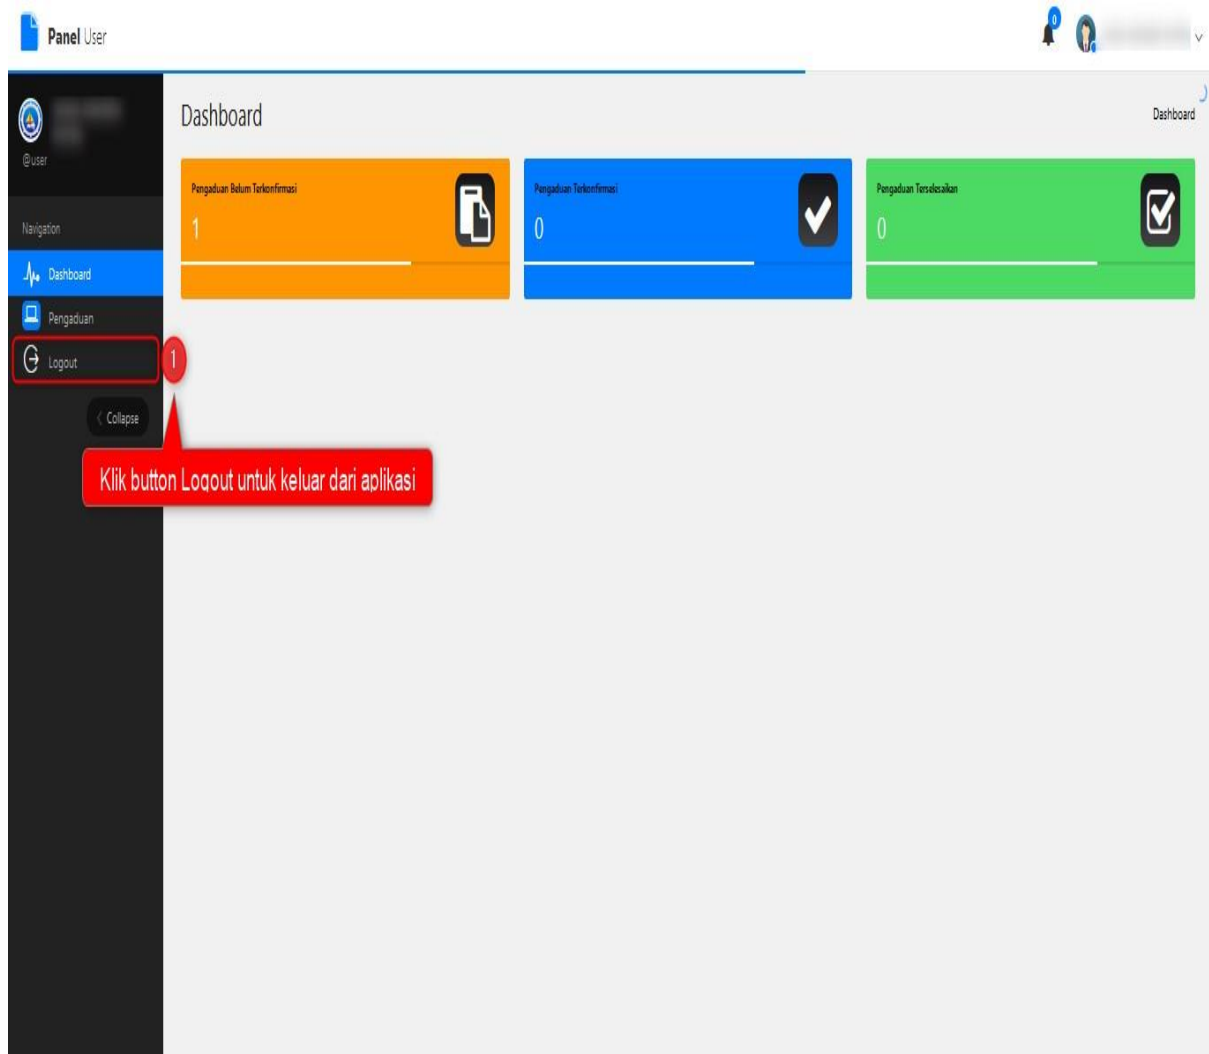 Panel User
0
@user
Navigation
Dashboard
Pengaduan
Logout
1
Collapse
Klik button Logout untuk keluar dari aplikasi
Dashboard
Dashboard
Pengaduan Belum Terkonfirmasi
1
Pengaduan Terkonfirmasi
0
Pengaduan Terselesaikan
0